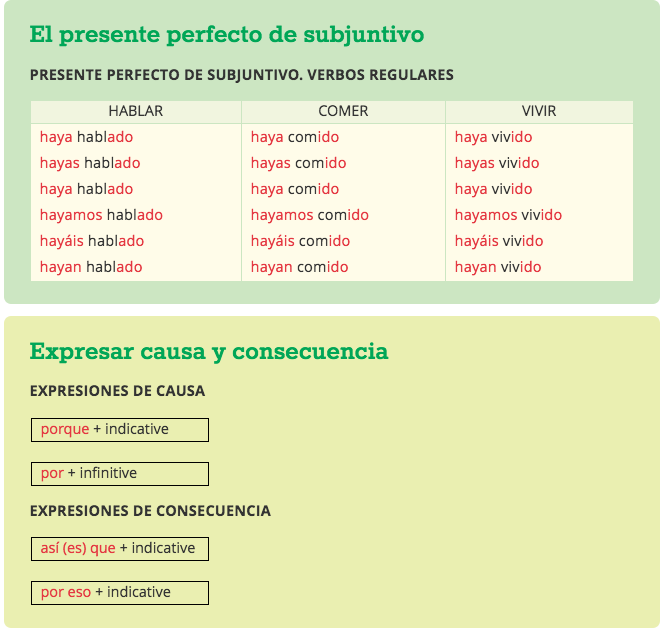 El presente perfecto de subjuntivo
PRESENTE PERFECTO DE SUBJUNTIVO. VERBOS REGULARES
HABLAR COMER VIVIR
haya hablado haya comido haya vivido
hayas hablado hayas comido hayas vivido
haya hablado haya comido haya vivido
hayamos hablado hayamos comido hayamos vivido
hayáis hablado hayáis comido hayáis vivido
hayan hablado hayan comido hayan vivido
Expresar causa y consecuencia
EXPRESIONES DE CAUSA
porque + indicative
por + infinitive
EXPRESIONES DE CONSECUENCIA
así (es) que + indicative
por eso + indicative